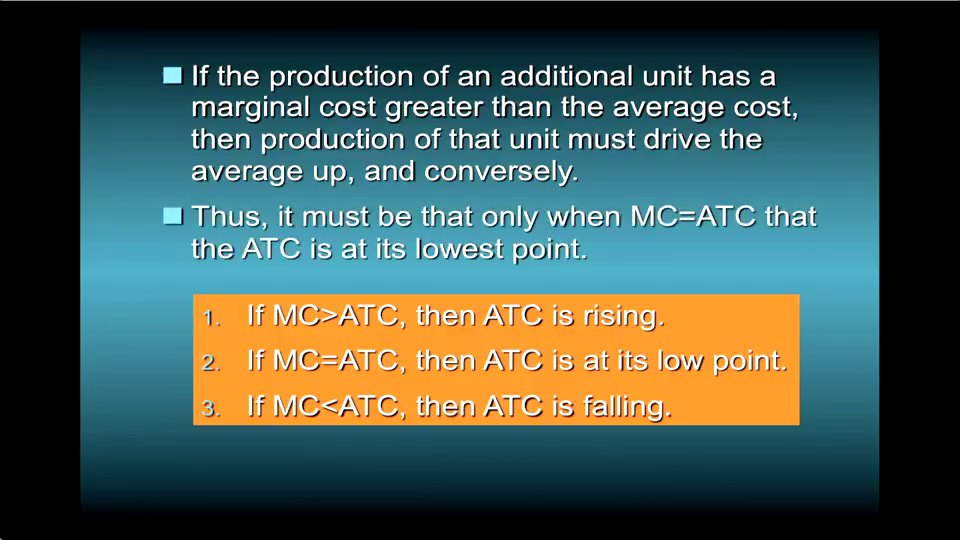 If the production of an additional unit has a
marginal cost greater than the average cost,
then production of that unit must drive the
average up, and conversely.
Thus, it must be that only when MC=ATC that
the ATC is at its lowest point.
1. If MC>ATC, then ATC is rising.
2. If MC=ATC, then ATC is at its low point.
3. If MC<ATC, then ATC is falling.